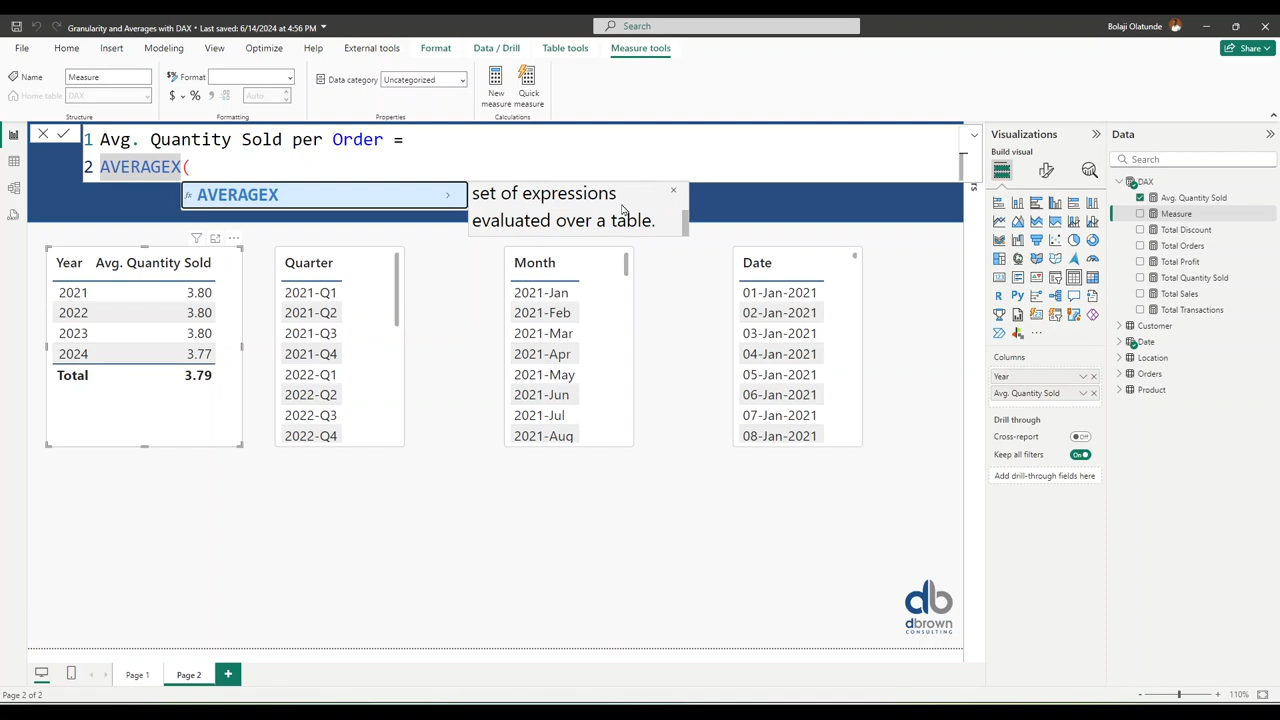 Granularity and Averages with DAX • Last saved: 6/14/2024 at 4:56 PM
Search
Bolaji Olatunde
File
Home
Insert
Modeling
View
Optimize
Help
External tools
Format
Data / Drill
Table tools
Measure tools
Share
Name
Measure
Home table
DAX
Structure
Format
$
%
Auto
Formatting
Data category
Uncategorized
Properties
New
measure
Quick
measure
Calculations
1 Avg. Quantity Sold per Order =
2 AVERAGEX(
AVERAGEX
set of expressions
evaluated over a table.
Year Avg. Quantity Sold
2021 3.80
2022 3.80
2023 3.80
2024 3.77
Total 3.79
Quarter
2021-Q1
2021-Q2
2021-Q3
2021-Q4
2022-Q1
2022-Q2
2022-Q3
2022-Q4
Month
2021-Jan
2021-Feb
2021-Mar
2021-Apr
2021-May
2021-Jun
2021-Jul
2021-Aug
Date
01-Jan-2021
02-Jan-2021
03-Jan-2021
04-Jan-2021
05-Jan-2021
06-Jan-2021
07-Jan-2021
08-Jan-2021
db
dbrown
CONSULTING
Visualizations
Build visual
Columns
Year
Avg. Quantity Sold
Drill through
Cross-report
Off
Keep all filters
On
Add drill-through fields here
Data
Search
DAX
Avg. Quantity Sold
Measure
Total Discount
Total Orders
Total Profit
Total Quantity Sold
Total Sales
Total Transactions
Customer
Date
Location
Orders
Product
Page 1
Page 2
Page 2 of 2
110%